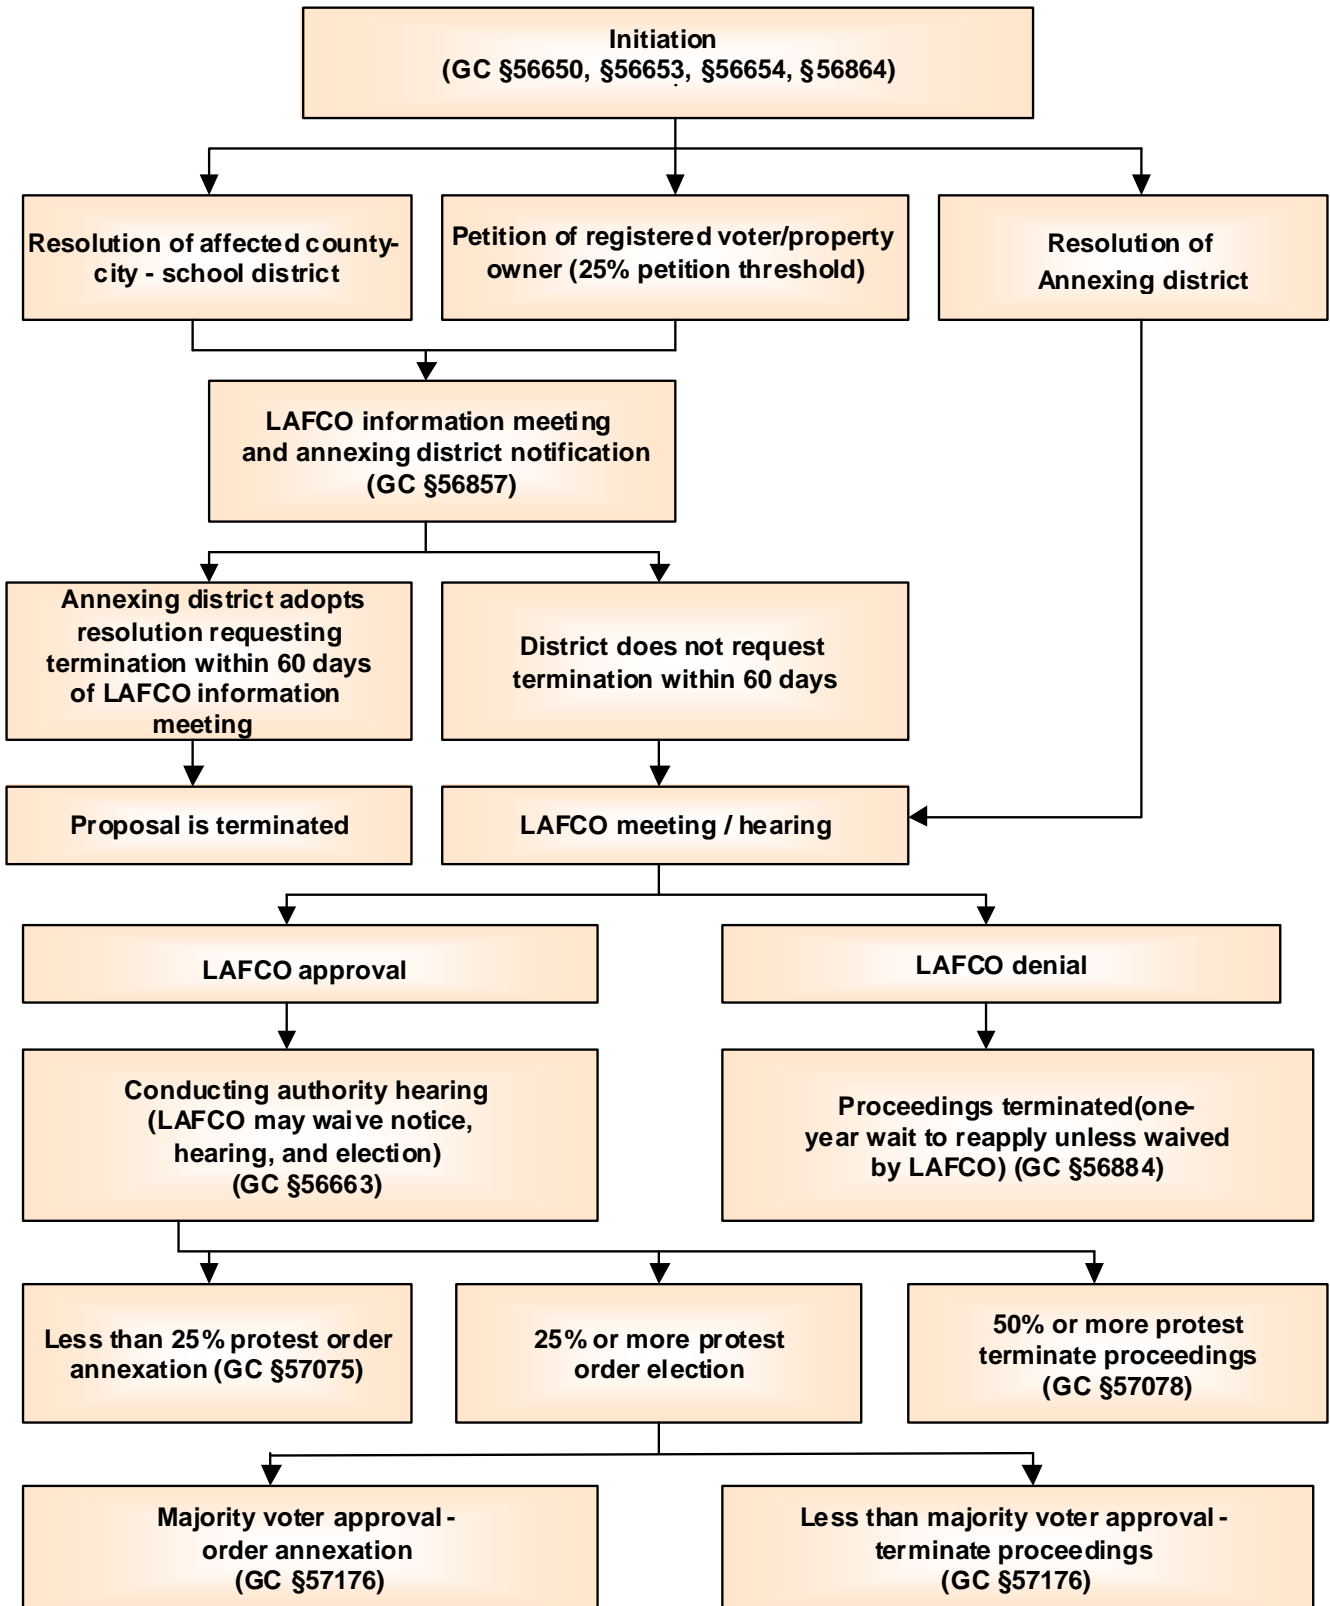 Initiation
(GC §56650, §56653, §56654, §56864)
Resolution of affected county-
city - school district
Petition of registered voter/property
owner (25% petition threshold)
Resolution of
Annexing district
LAFCO information meeting
and annexing district notification
(GC §56857)
Annexing district adopts
resolution requesting
termination within 60 days
of LAFCO information
meeting
District does not request
termination within 60 days
Proposal is terminated
LAFCO meeting / hearing
LAFCO approval
LAFCO denial
Conducting authority hearing
(LAFCO may waive notice,
hearing, and election)
(GC §56663)
Proceedings terminated(one-
year wait to reapply unless waived
by LAFCO) (GC §56884)
Less than 25% protest order
annexation (GC §57075)
25% or more protest
order election
50% or more protest
terminate proceedings
(GC §57078)
Majority voter approval -
order annexation
(GC §57176)
Less than majority voter approval -
terminate proceedings
(GC §57176)